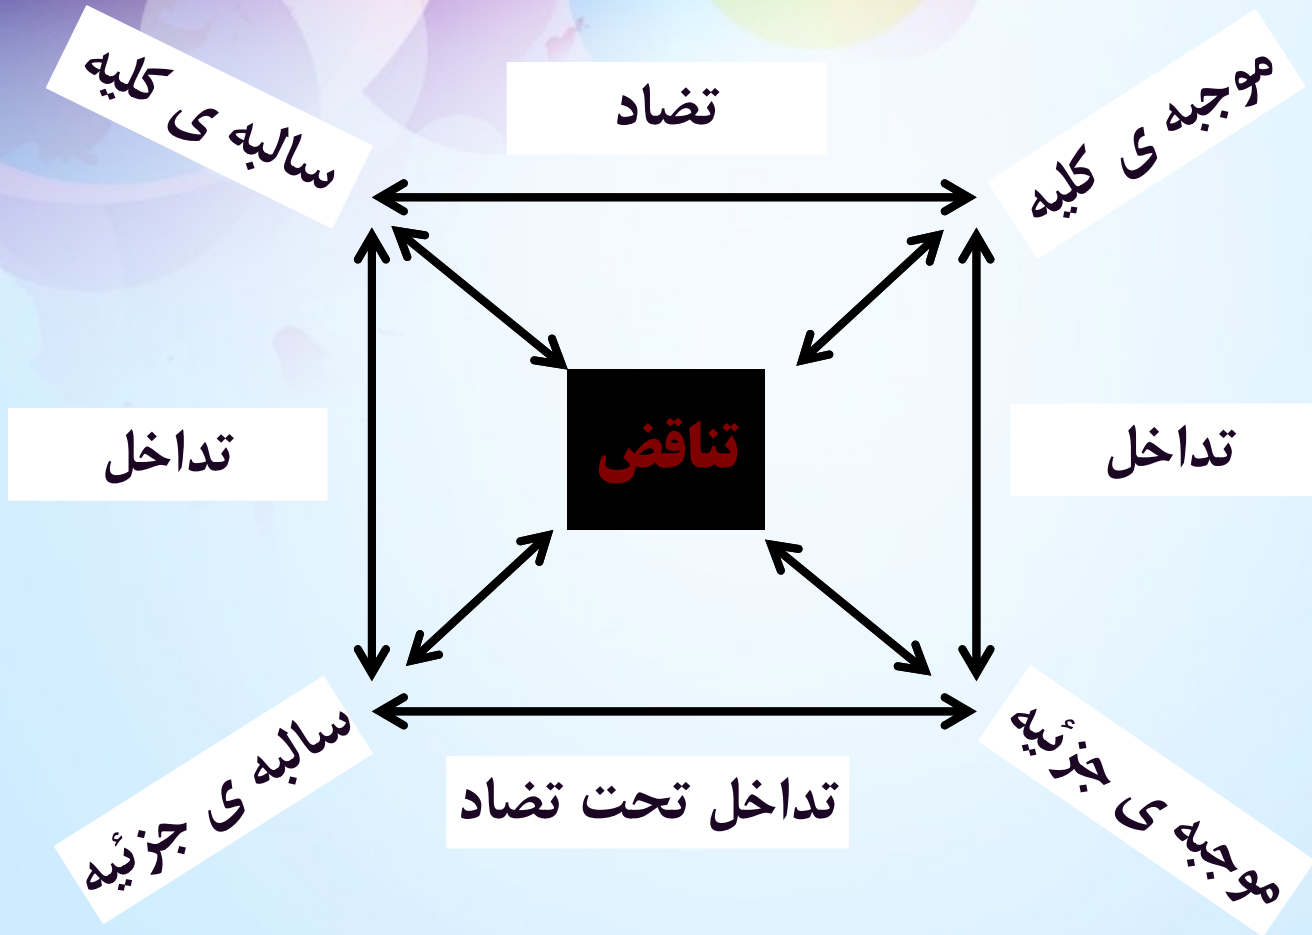 موجبه ی کلیه
تضاد
سالبه ی کلیه
تداخل
تناقض
تداخل
موجبه ی جزئیه
تداخل تحت تضاد
سالبه ی جزئیه